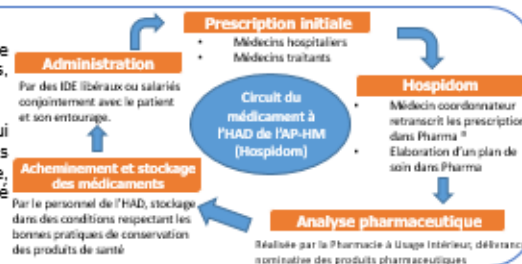 Prescription initiale
• Médecins hospitaliers
• Médecins traitants
Hospidom
• Médecin coordonnateur
retranscrit les prescription
dans Pharma ®
• Elaboration d'un plan de
soin dans Pharma
Analyse pharmaceutique
Réalisée par la Pharmacie à Usage Intérieur, délivrance
nominative des produits pharmaceutiques
Acheminement et stockage
des médicaments
Par le personnel de l'HAD, stockage
dans des conditions respectant les
bonnes pratiques de conservation
des produits de santé
Administration
Par des IDE libéraux ou salariés
conjointement avec le patient
et son entourage.
Circuit du
médicament à
l'HAD de l'AP-HM
(Hospidom)